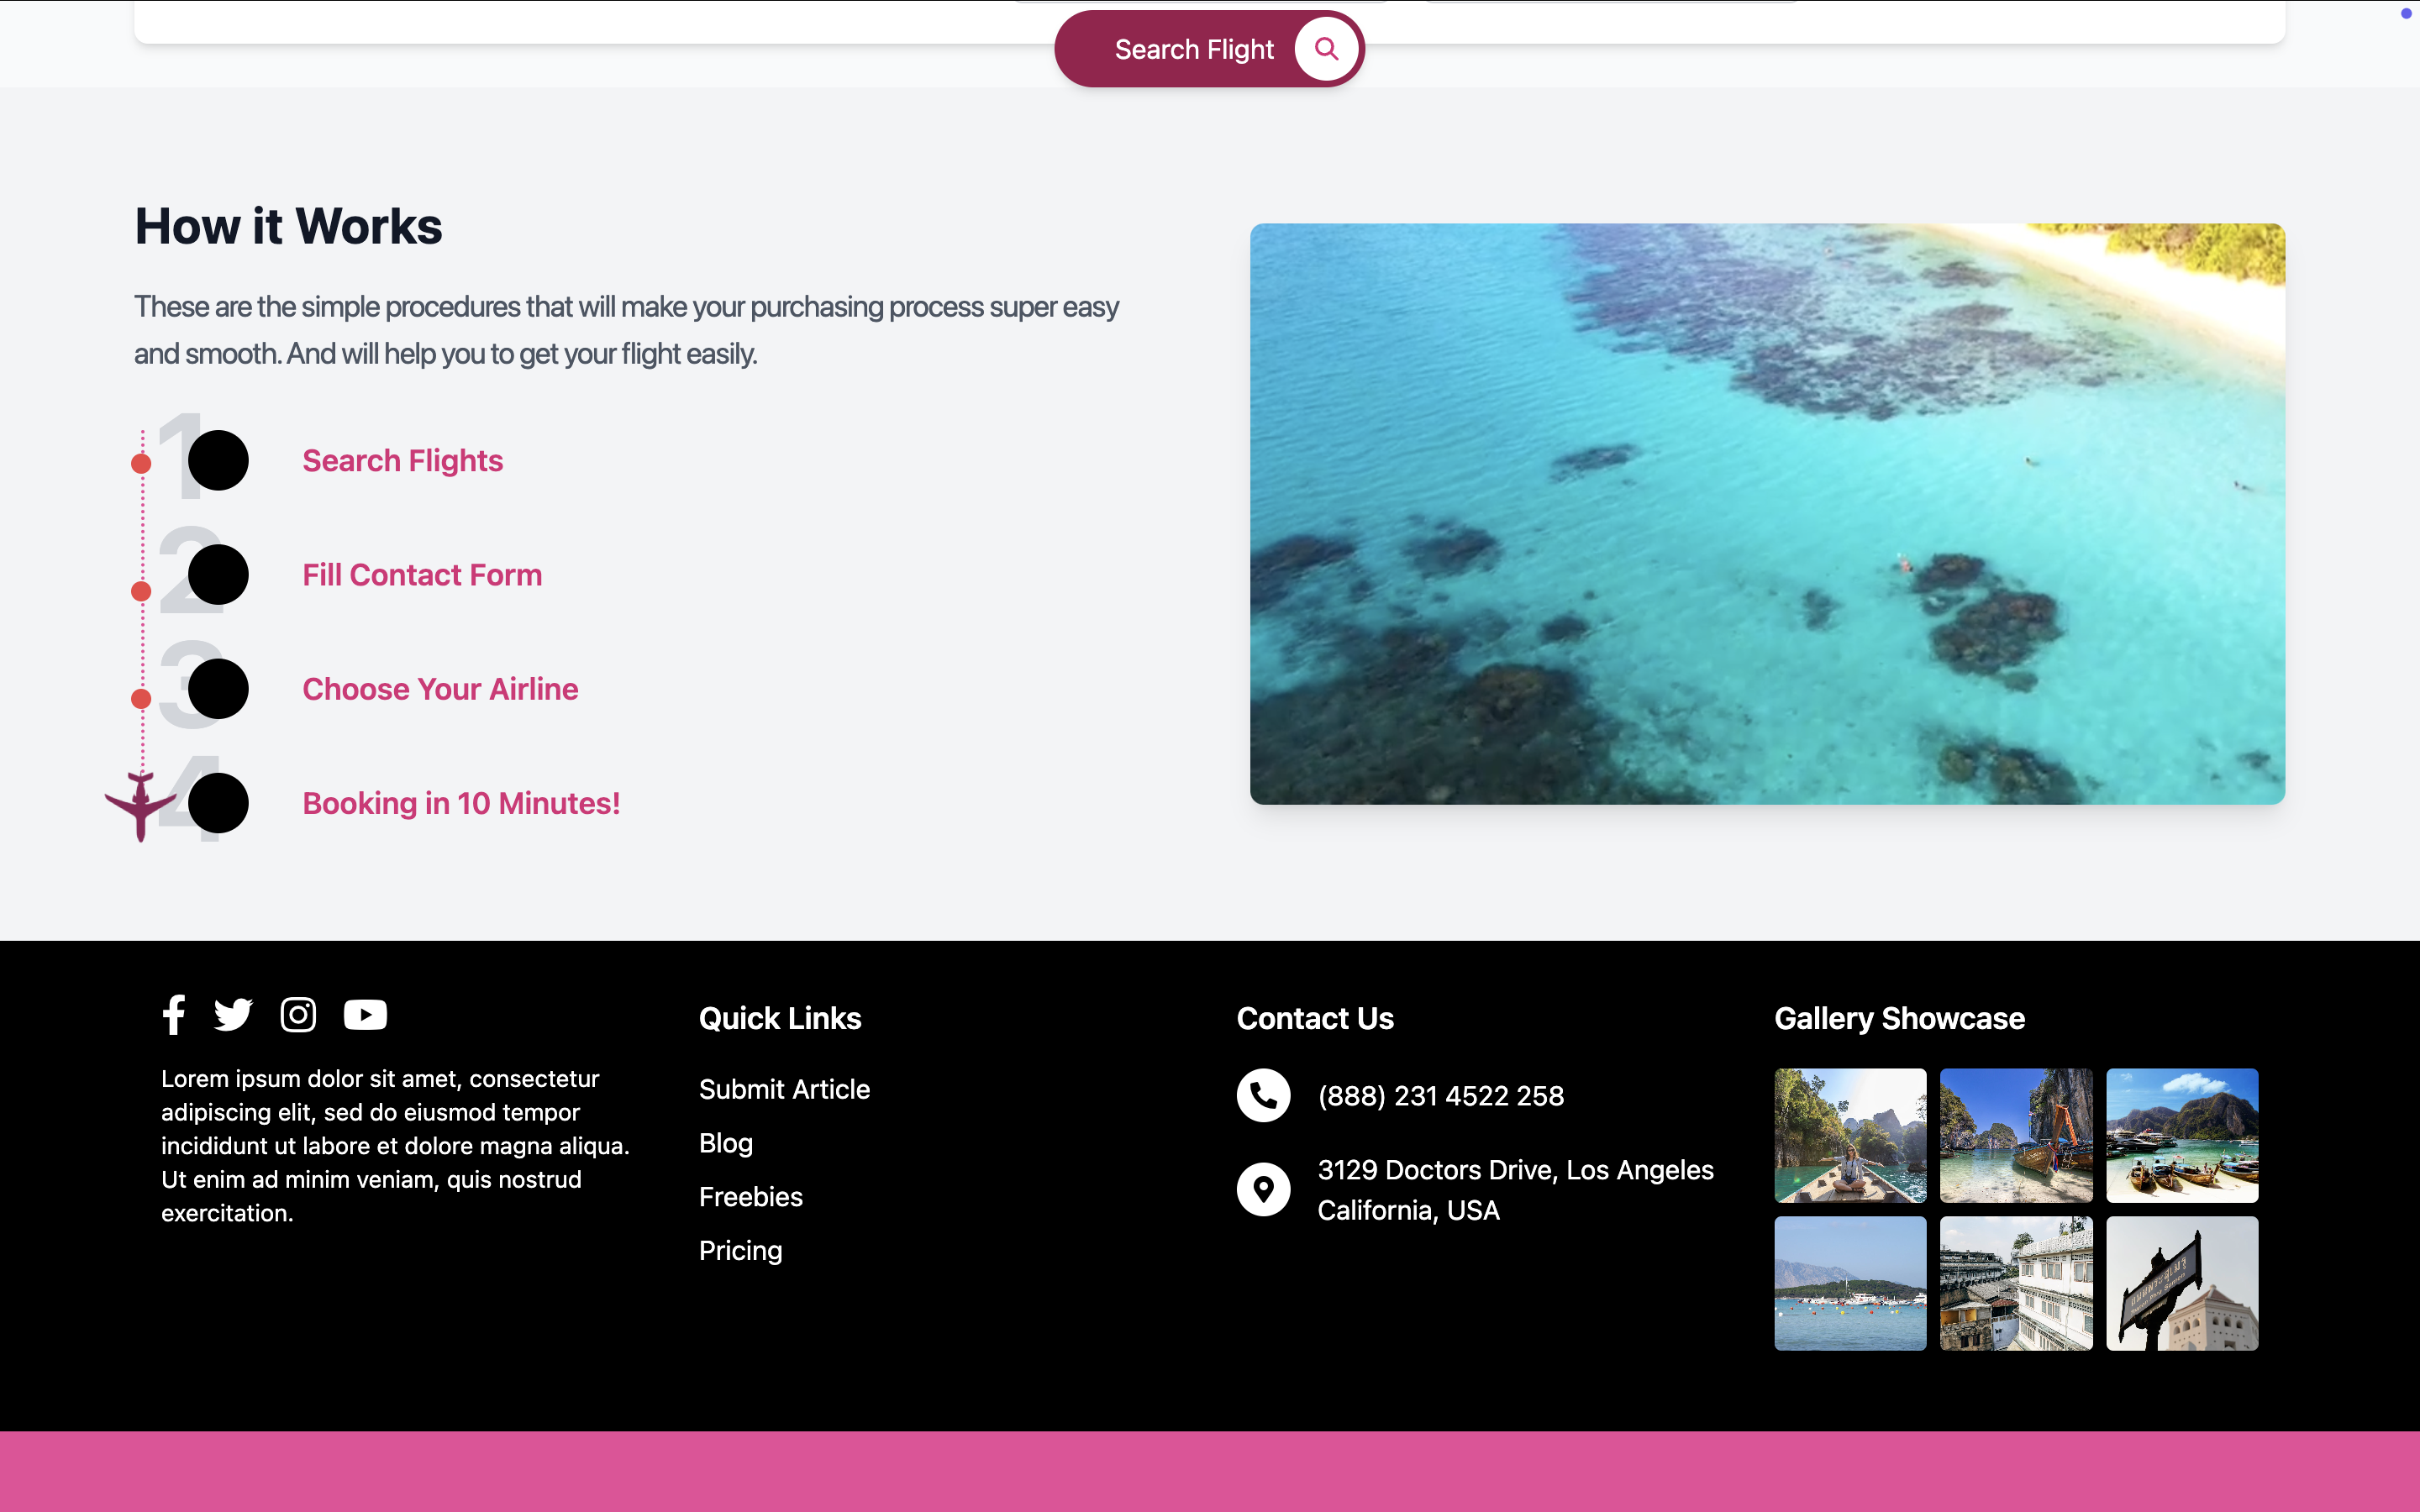 Search Flight
How it Works
These are the simple procedures that will make your purchasing process super easy
and smooth. And will help you to get your flight easily.
1
Search Flights
2
Fill Contact Form
3
Choose Your Airline
4
Booking in 10 Minutes!
Lorem ipsum dolor sit amet, consectetur
adipiscing elit, sed do eiusmod tempor
incididunt ut labore et dolore magna aliqua.
Ut enim ad minim veniam, quis nostrud
exercitation.
Quick Links
Submit Article
Blog
Freebies
Pricing
Contact Us
(888) 231 4522 258
3129 Doctors Drive, Los Angeles
California, USA
Gallery Showcase